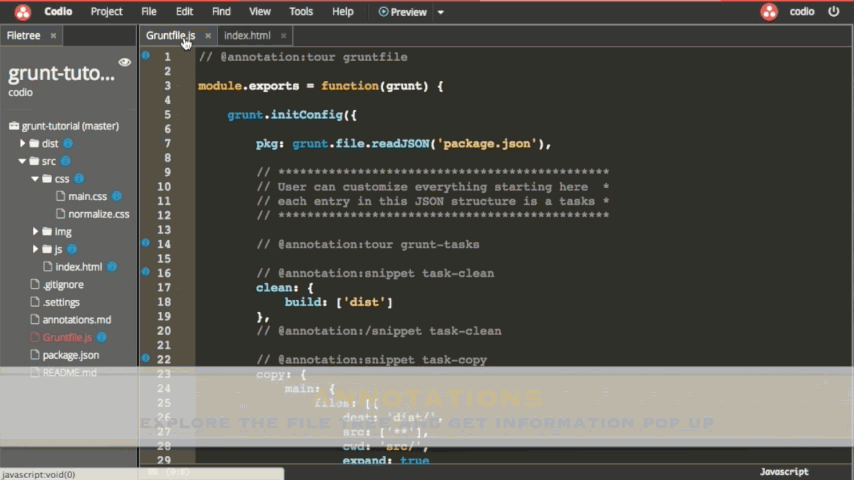 Codio Project File Edit Find View Tools Help Preview codio
Filetree × Gruntfile.js × index.html ×
grunt-tuto...
codio
grunt-tutorial (master)
dist
src
css
main.css
normalize.css
img
js
index.html
.gitignore
.settings
annotations.md
Gruntfile.js
package.json
README.md
1 // @annotation:tour gruntfile
2
3 module.exports = function(grunt) {
4
5 grunt.initConfig({
6
7 pkg: grunt.file.readJSON('package.json'),
8
9 // **********************************************
10 // User can customize everything starting here *
11 // each entry in this JSON structure is a tasks *
12 // **********************************************
13
14 // @annotation:tour grunt-tasks
15
16 // @annotation:snippet task-clean
17 clean: {
18 build: ['dist']
19 },
20 // @annotation:/snippet task-clean
21
22 // @annotation:snippet task-copy
23 copy: {
24 main: {
25 files: [{
26 dest: 'dist/',
27 src: ['**'],
28 cwd: 'src/',
29 expand: true
ANNOTATIONS
EXPLORE THE FILE TREE AND GET INFORMATION POP UP
javascript:void(0)
Javascript